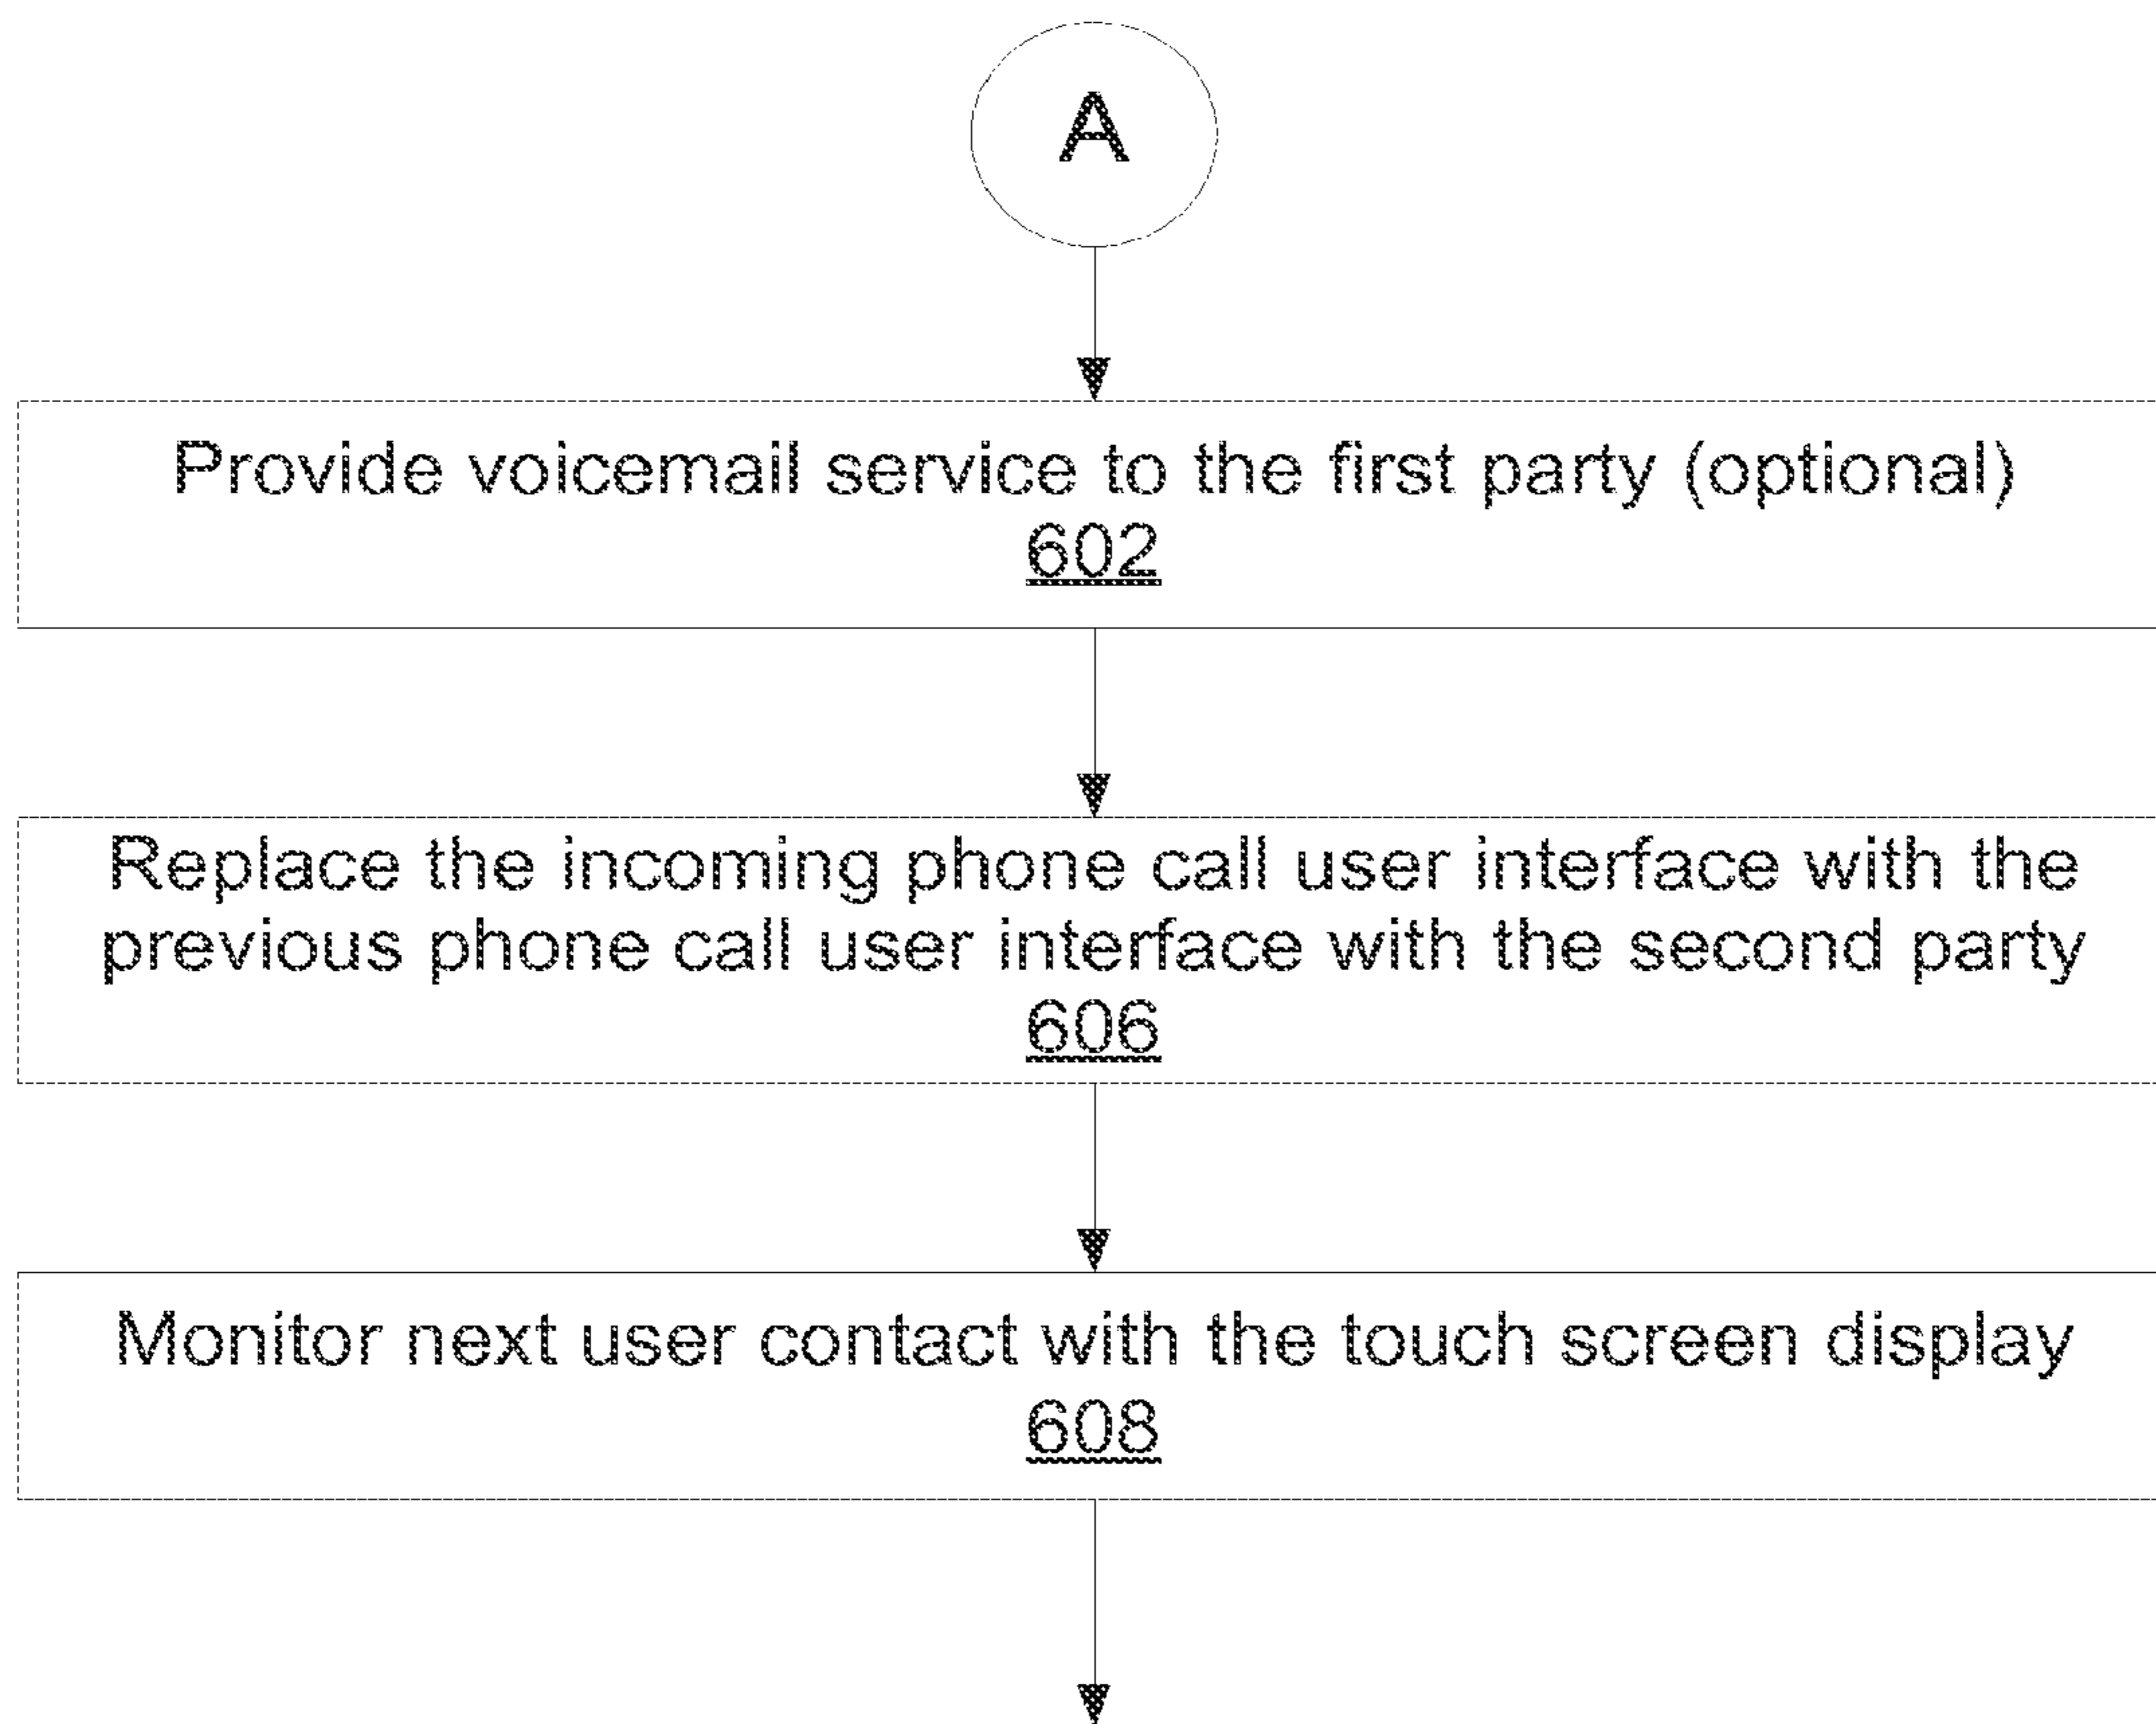 A
Provide voicemail service to the first party (optional)
602
Replace the incoming phone call user interface with the
previous phone call user interface with the second party
606
Monitor next user contact with the touch screen display
608